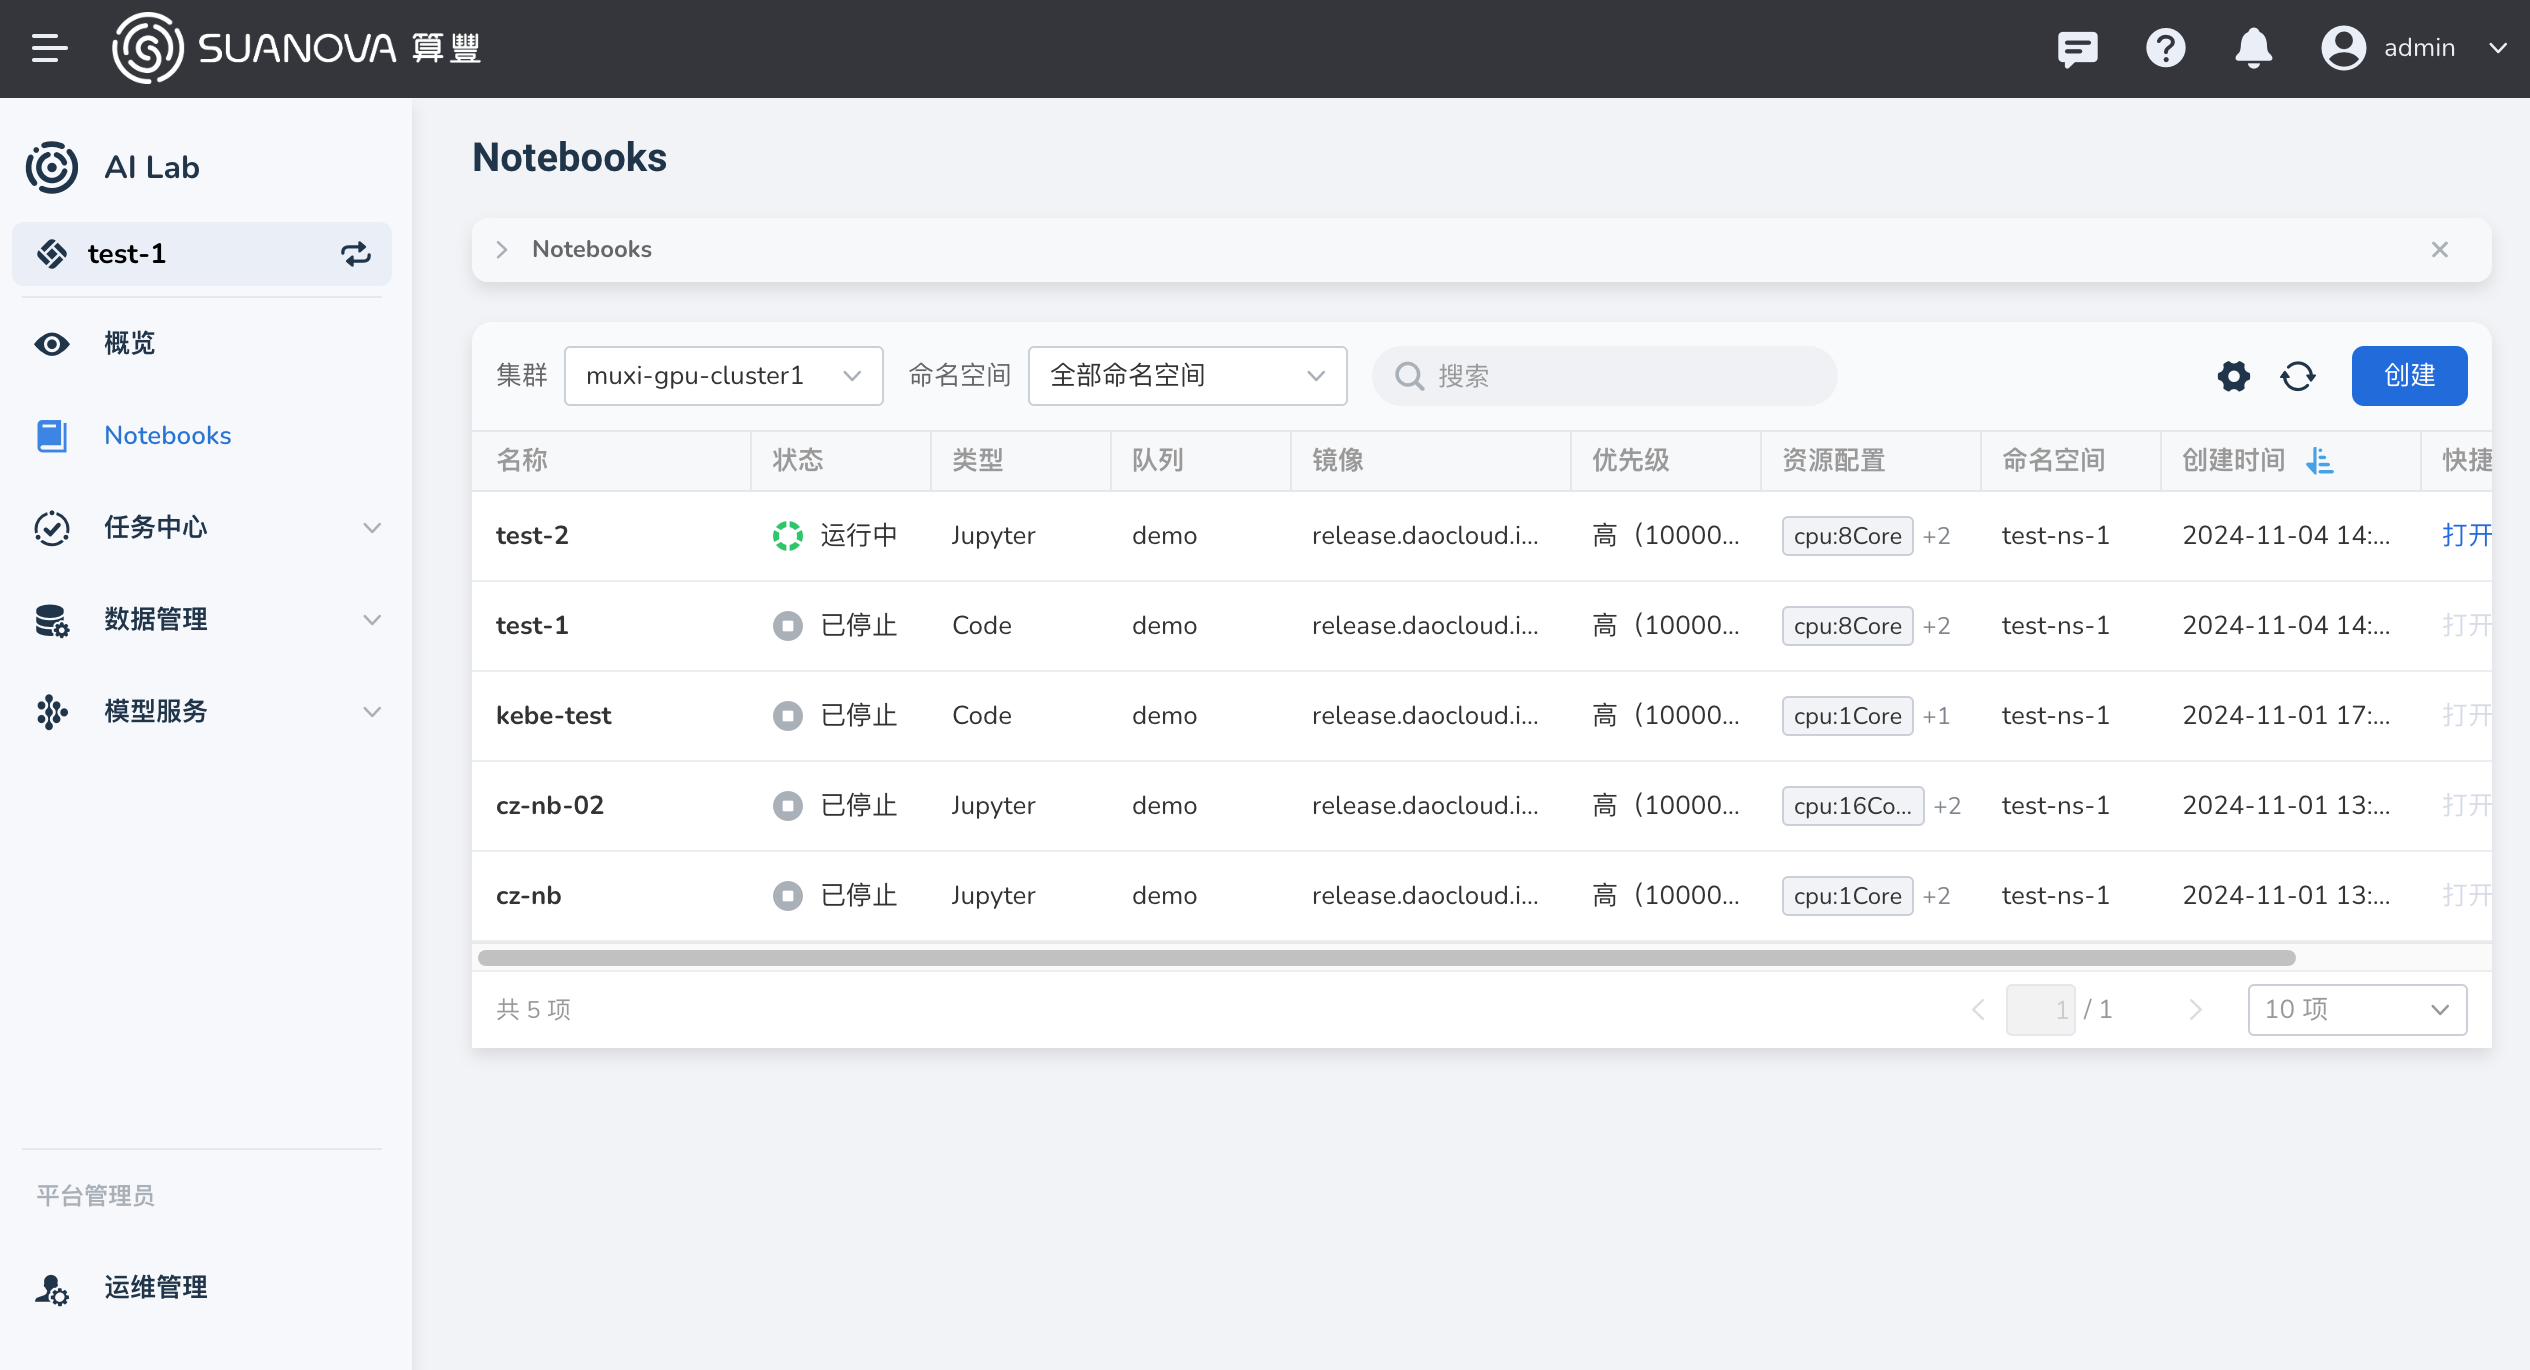 SUANOVA 算豐
admin
AI Lab
test-1
概览
Notebooks
任务中心
数据管理
模型服务
平台管理员
运维管理
Notebooks
Notebooks
集群 muxi-gpu-cluster1 命名空间 全部命名空间 搜索 创建
名称 状态 类型 队列 镜像 优先级 资源配置 命名空间 创建时间 快捷
test-2 运行中 Jupyter demo release.daocloud.i... 高（10000... cpu:8Core +2 test-ns-1 2024-11-04 14:... 打开
test-1 已停止 Code demo release.daocloud.i... 高（10000... cpu:8Core +2 test-ns-1 2024-11-04 14:... 打开
kebe-test 已停止 Code demo release.daocloud.i... 高（10000... cpu:1Core +1 test-ns-1 2024-11-01 17:... 打开
cz-nb-02 已停止 Jupyter demo release.daocloud.i... 高（10000... cpu:16Co... +2 test-ns-1 2024-11-01 13:... 打开
cz-nb 已停止 Jupyter demo release.daocloud.i... 高（10000... cpu:1Core +2 test-ns-1 2024-11-01 13:... 打开
共 5 项 1 / 1 10 项